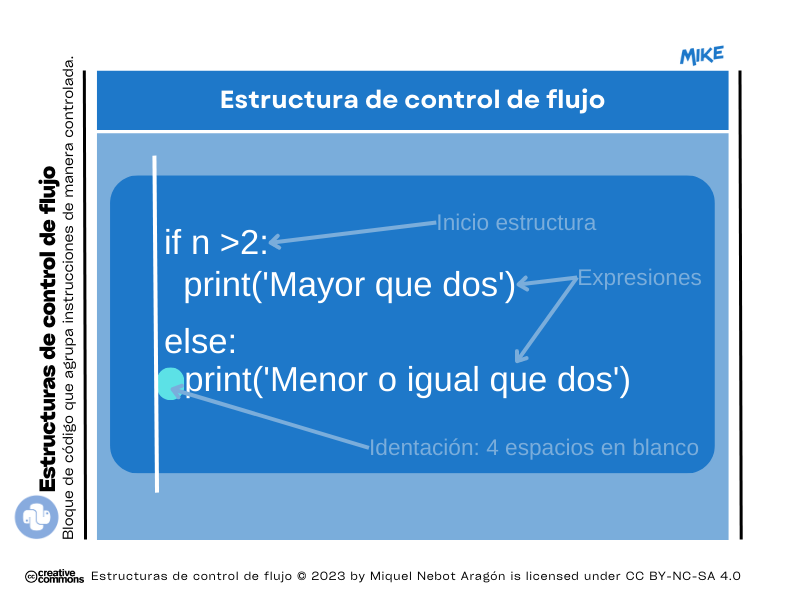 MIKE
Estructura de control de flujo
Estructuras de control de flujo
Bloque de código que agrupa instrucciones de manera controlada.
Inicio estructura
if n >2:
Expresiones
print('Mayor que dos')
else:
print('Menor o igual que dos')
Identación: 4 espacios en blanco
cc creative commons
Estructuras de control de flujo © 2023 by Miquel Nebot Aragón is licensed under CC BY-NC-SA 4.0